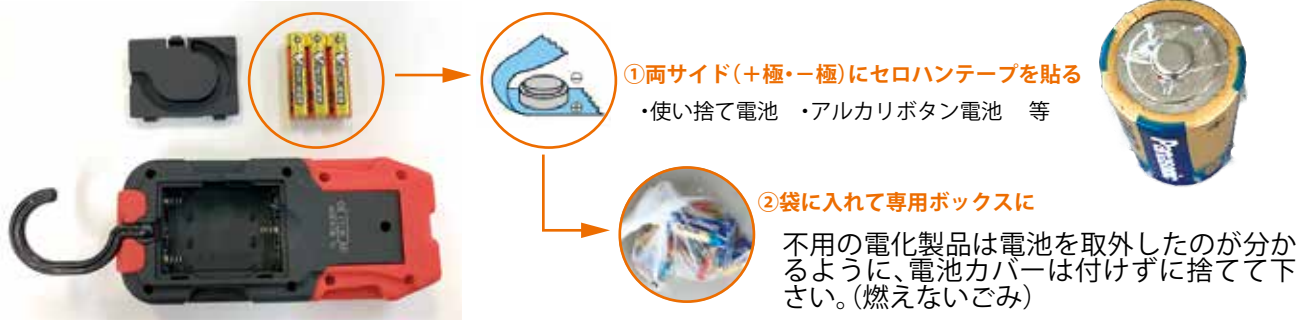 ①両サイド(＋極・－極)にセロハンテープを貼る
・使い捨て電池 ・アルカリボタン電池 等
Panasonic
②袋に入れて専用ボックスに
不用の電化製品は電池を取外したのが分か
るように、電池カバーは付けずに捨てて下
さい。(燃えないごみ)